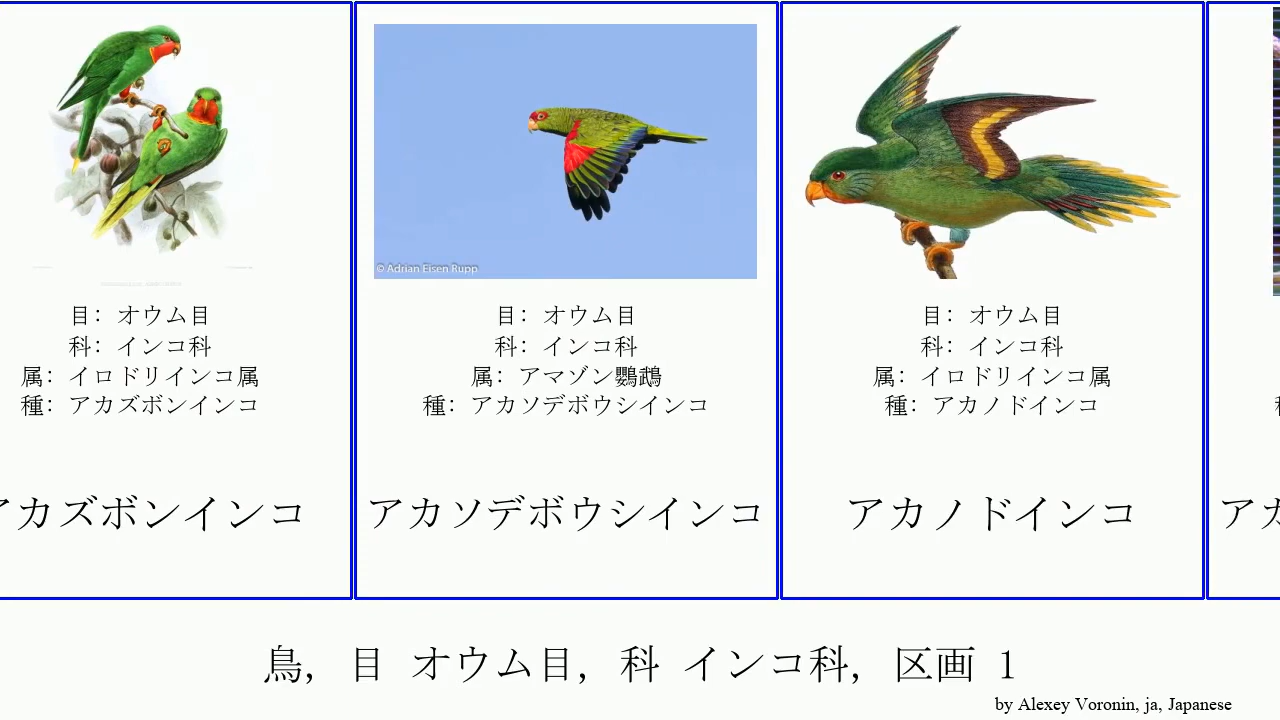 目: オウム目
科: インコ科
属: イロドリインコ属
種: アカズボンインコ
アカズボンインコ
© Adrian Eisen Rupp
目: オウム目
科: インコ科
属: アマゾン鸚鵡
種: アカソデボウシインコ
アカソデボウシインコ
目: オウム目
科: インコ科
属: イロドリインコ属
種: アカノドインコ
アカノドインコ
アカ
鳥, 目 オウム目, 科 インコ科, 区画 1
by Alexey Voronin, ja, Japanese